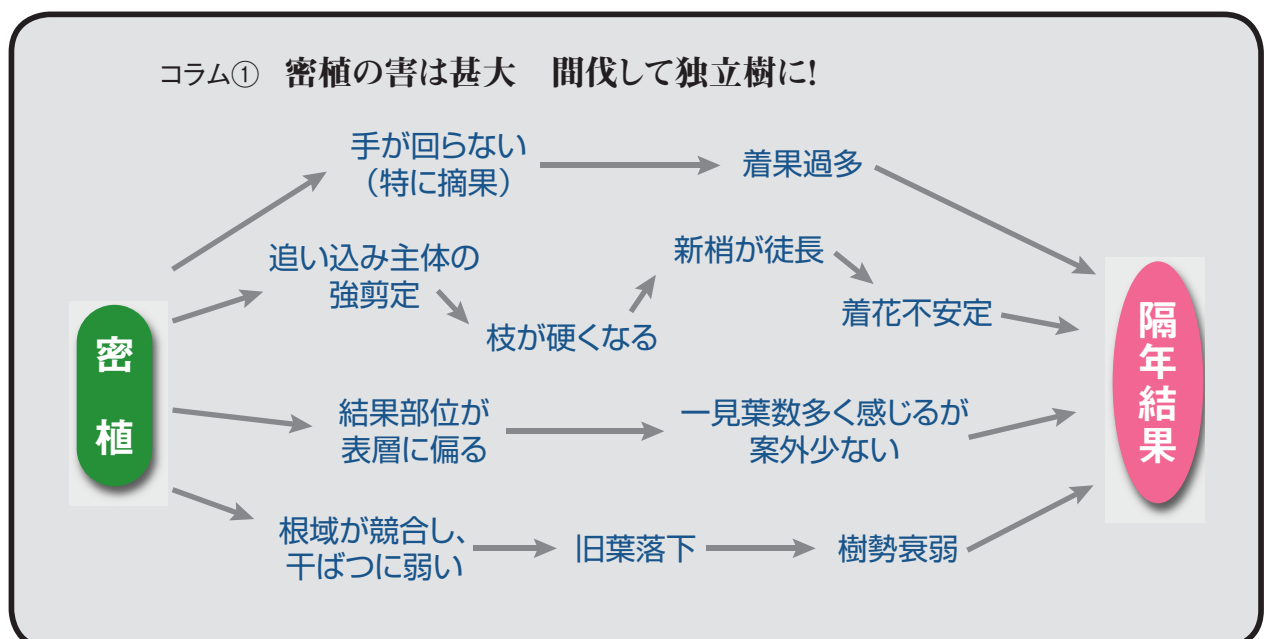 コラム① 密植の害は甚大 間伐して独立樹に!
手が回らない
（特に摘果）
着果過多
追い込み主体の
強剪定
枝が硬くなる
新梢が徒長
着花不安定
密植
結果部位が
表層に偏る
一見葉数多く感じるが
案外少ない
根域が競合し、
干ばつに弱い
旧葉落下
樹勢衰弱
隔年結果